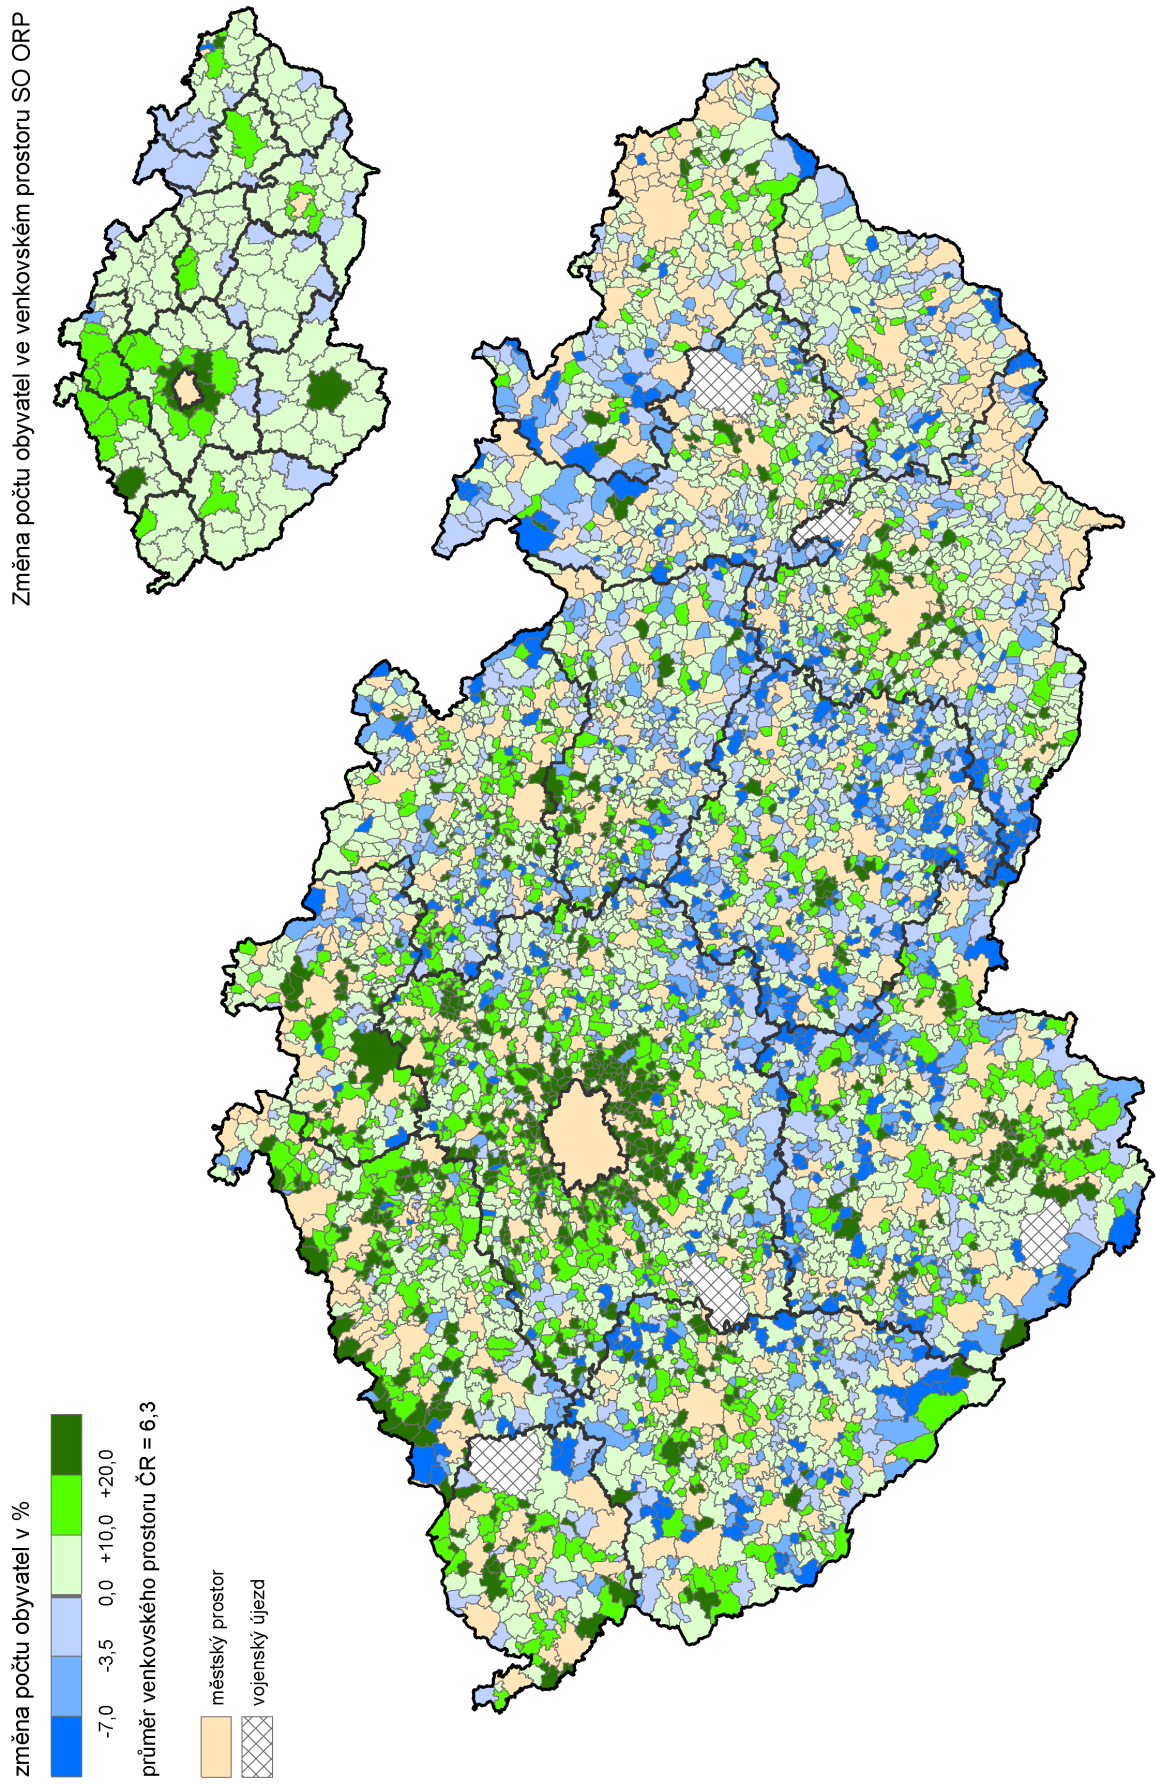 Změna počtu obyvatel ve venkovském prostoru SO ORP
změna počtu obyvatel v %
-7,0 -3,5 0,0 +10,0 +20,0
průměr venkovského prostoru ČR = 6,3
městský prostor
vojenský újezd